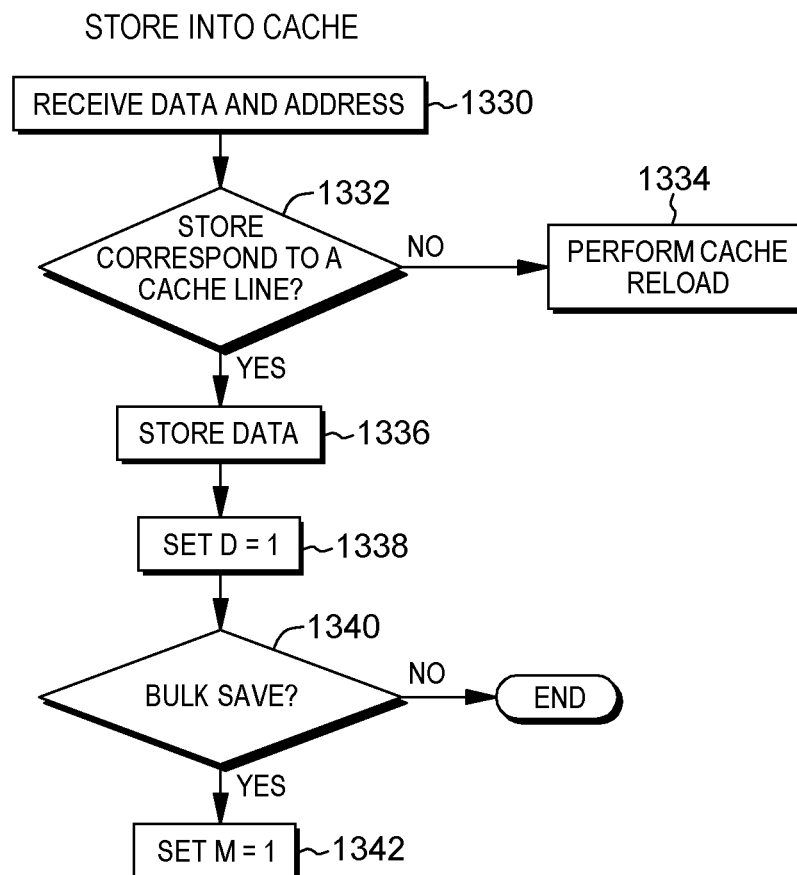 STORE INTO CACHE
RECEIVE DATA AND ADDRESS
1330
1332
STORE
CORRESPOND TO A
CACHE LINE?
NO
1334
PERFORM CACHE
RELOAD
YES
STORE DATA
1336
SET D = 1
1338
1340
BULK SAVE?
NO
END
YES
SET M = 1
1342